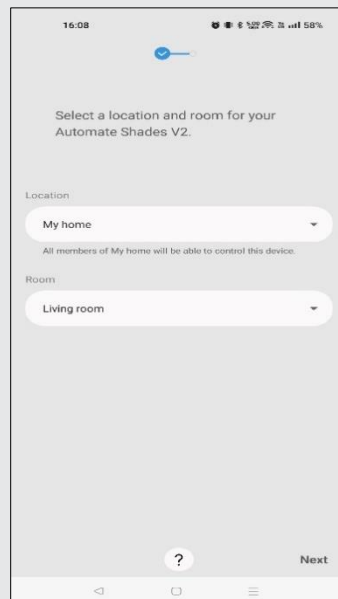 16:08
58%
Select a location and room for your
Automate Shades V2.
Location
My home
All members of My home will be able to control this device.
Room
Living room
?
Next